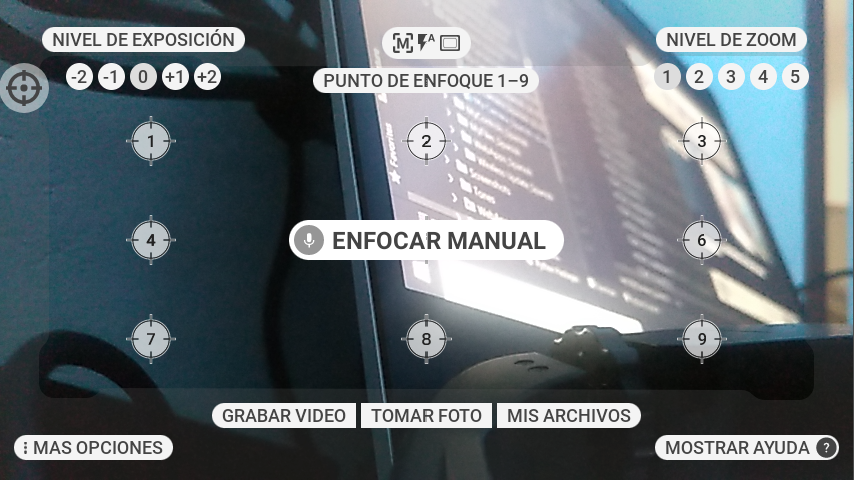 NIVEL DE EXPOSICIÓN
-2 -1 0 +1 +2
M A
PUNTO DE ENFOQUE 1–9
NIVEL DE ZOOM
1 2 3 4 5
1 2 3
Favorites
Screenshots
4 ENFOCAR MANUAL 6
7 8 9
GRABAR VIDEO TOMAR FOTO MIS ARCHIVOS
MAS OPCIONES
MOSTRAR AYUDA ?